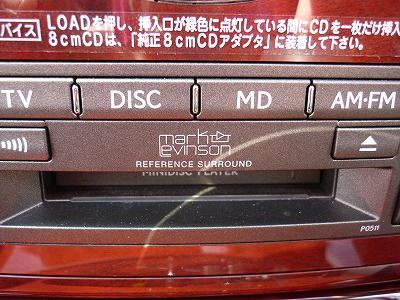 バイス LOADを押し、挿入口が緑色に点灯している間にCDを一枚だけ挿入
8cmCDは、「純正8cmCDアダプタ」に装着して下さい。
TV DISC MD AM•FM
mark
Levinson
REFERENCE SURROUND
MINIDISC PLAYER
P0511